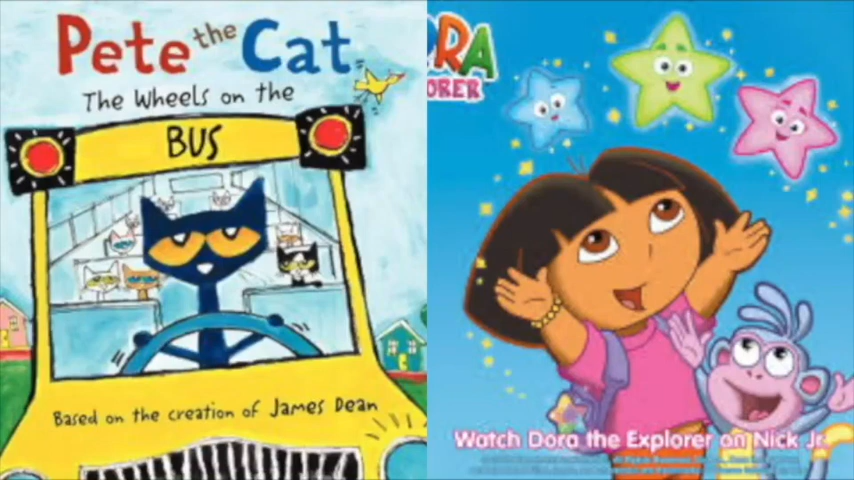 Pete the Cat
The Wheels on the
BUS
Based on the creation of James Dean
ORA
ORER
Watch Dora the Explorer on Nick Jr